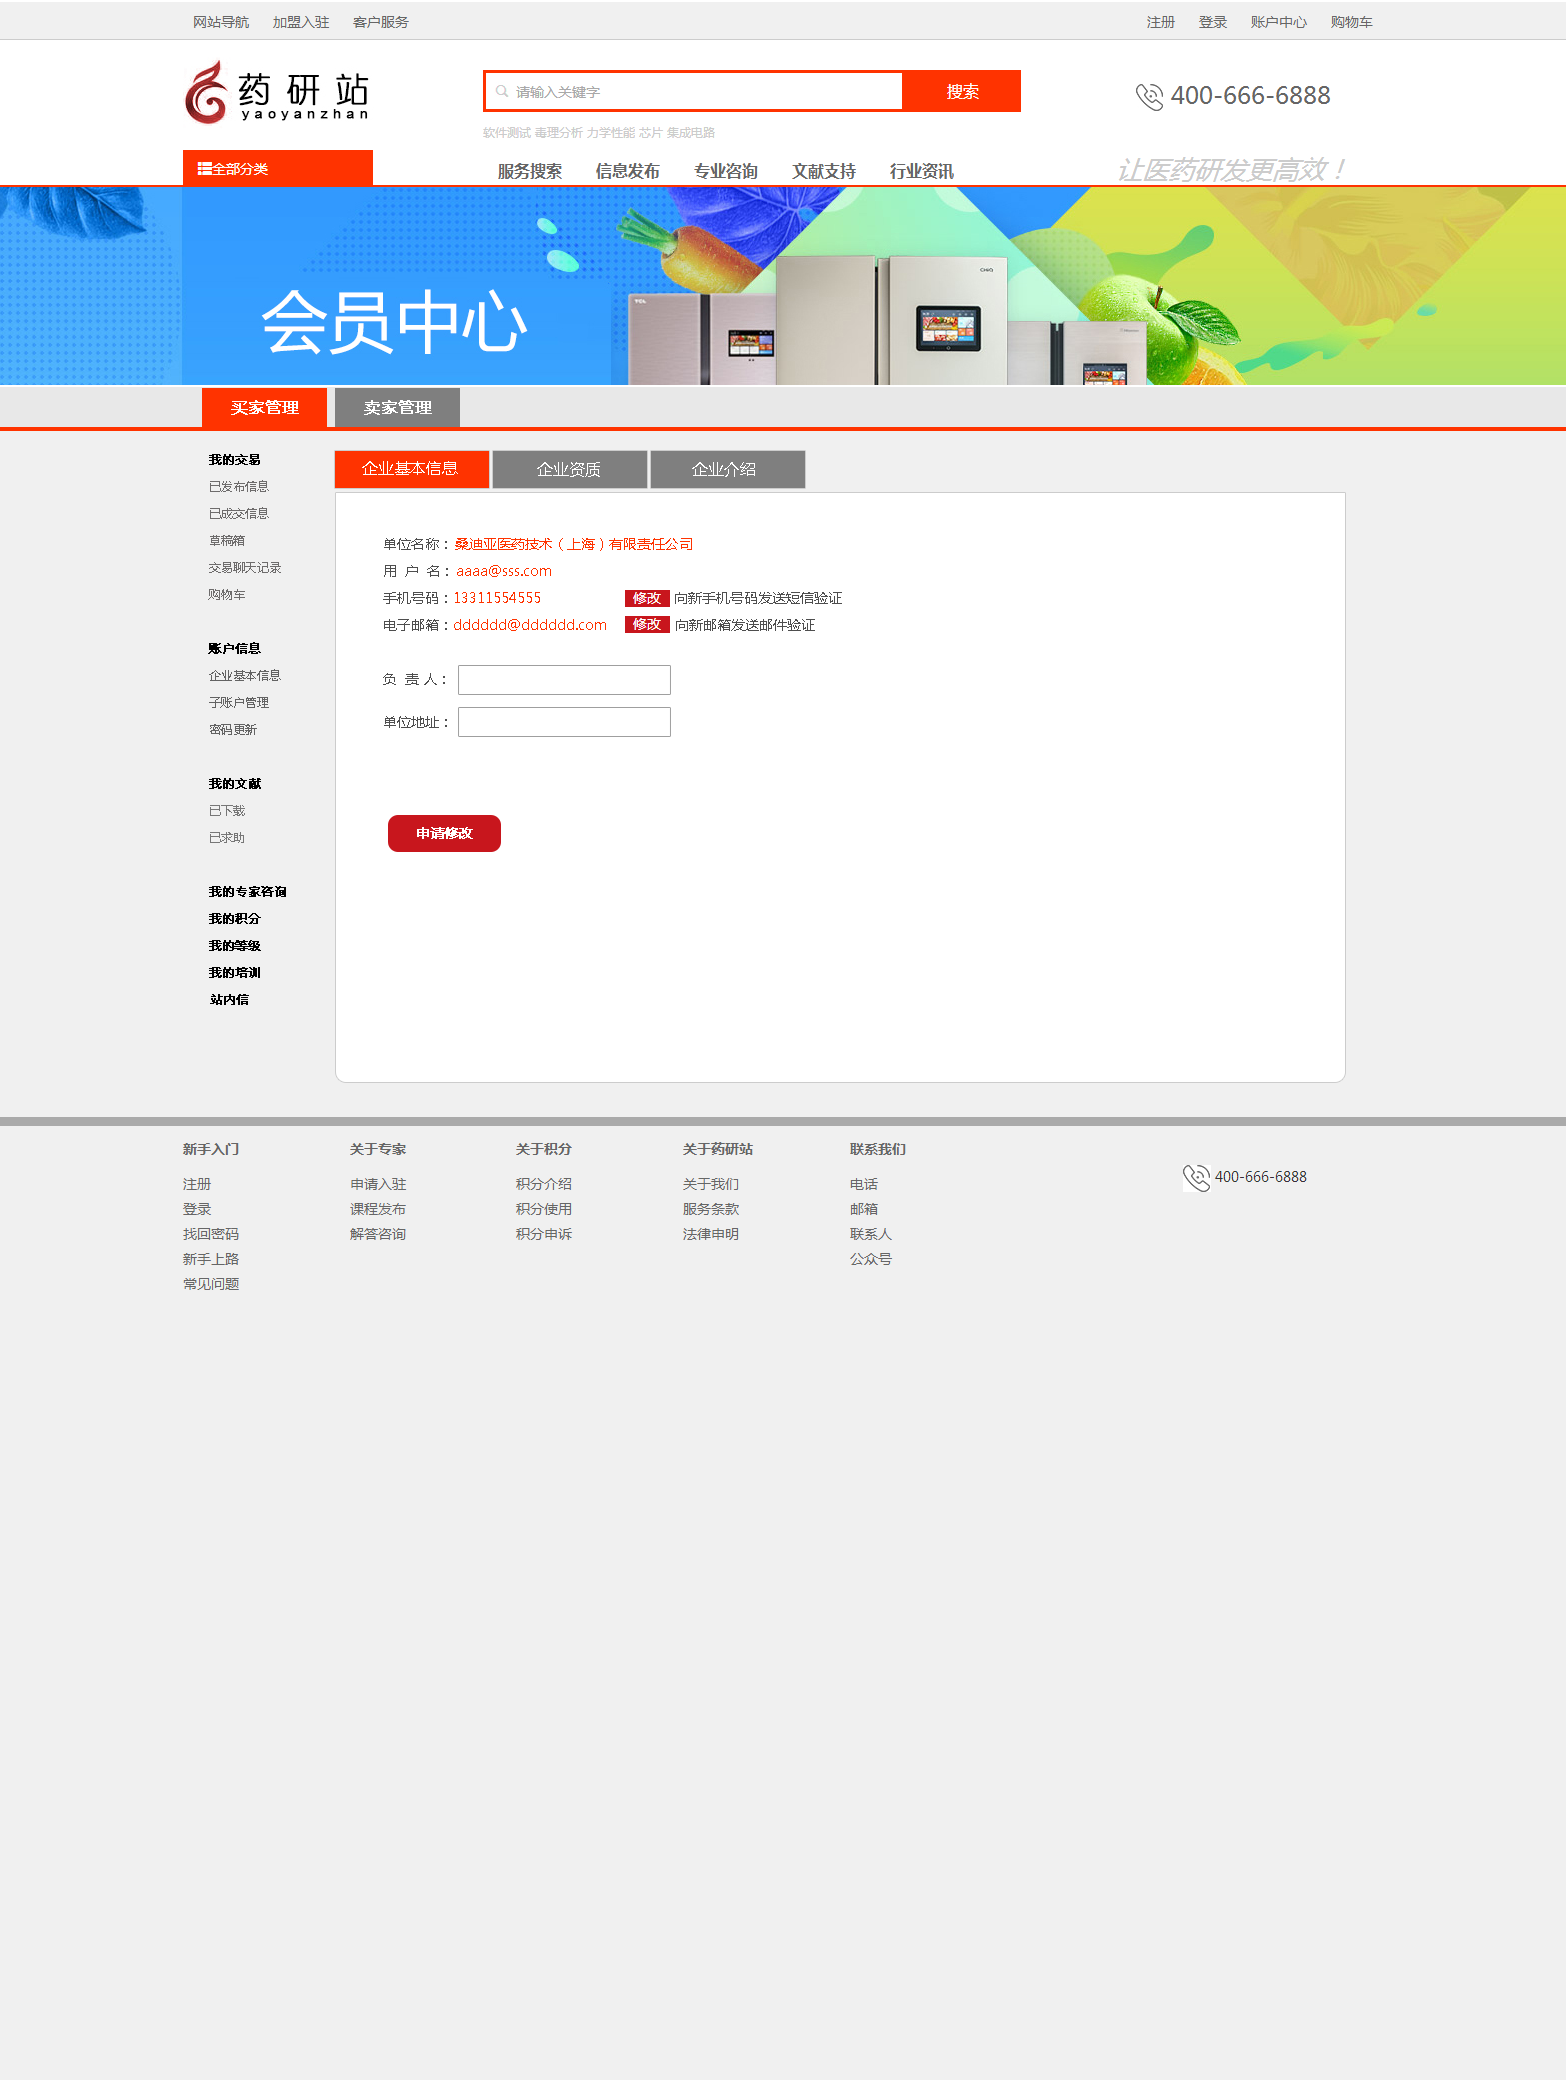 网站导航 加盟入驻 客户服务 注册 登录 账户中心 购物车
药研站
yaoyanzhan
请输入关键字 搜索
400-666-6888
软件测试 毒理分析 力学性能 芯片 集成电路
全部分类 服务搜索 信息发布 专业咨询 文献支持 行业资讯
让医药研发更高效！
会员中心
TCL
CHiQ
买家管理 卖家管理
我的交易
已发布信息
已成交信息
草稿箱
交易聊天记录
购物车
账户信息
企业基本信息
子账户管理
密码更新
我的文献
已下载
已求助
我的专家咨询
我的积分
我的等级
我的培训
站内信
企业基本信息 企业资质 企业介绍
单位名称：桑迪亚医药技术（上海）有限责任公司
用 户 名：aaaa@sss.com
手机号码：13311554555 修改 向新手机号码发送短信验证
电子邮箱：dddddd@dddddd.com 修改 向新邮箱发送邮件验证
负 责 人：
单位地址：
申请修改
新手入门
注册
登录
找回密码
新手上路
常见问题
关于专家
申请入驻
课程发布
解答咨询
关于积分
积分介绍
积分使用
积分申诉
关于药研站
关于我们
服务条款
法律申明
联系我们
电话
邮箱
联系人
公众号
400-666-6888